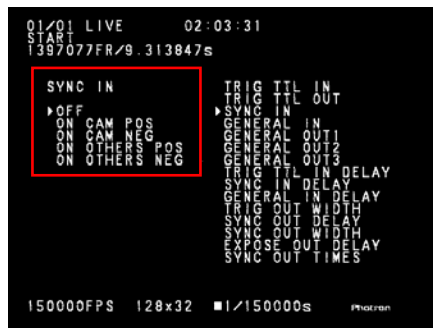 01/01 LIVE 02:03:31
START
1397077FR/9.313847s
SYNC IN
▶OFF
ON CAM POS
ON CAM NEG
ON OTHERS POS
ON OTHERS NEG
TRIG TTL IN
TRIG TTL OUT
▶SYNC IN
GENERAL IN
GENERAL OUT1
GENERAL OUT2
GENERAL OUT3
TRIG TTL IN DELAY
SYNC IN DELAY
GENERAL IN DELAY
TRIG OUT WIDTH
SYNC OUT DELAY
SYNC OUT WIDTH
EXPOSE OUT DELAY
SYNC OUT TIMES
150000FPS 128x32 ■1/150000s Photron